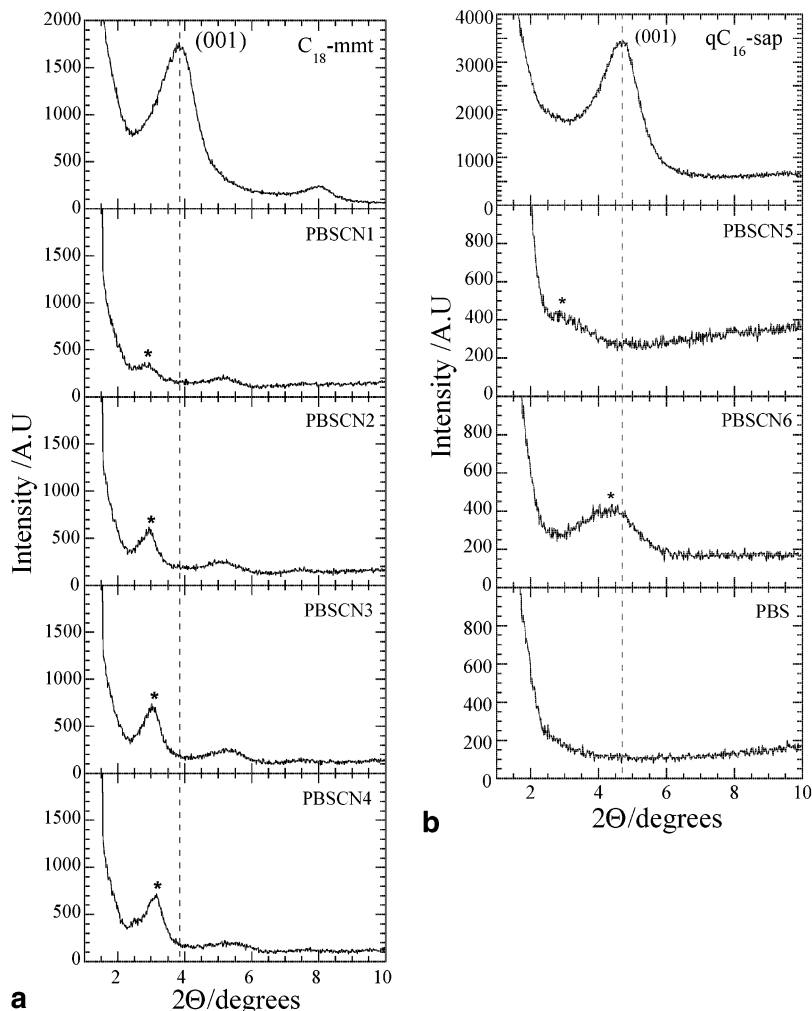 2000
1500
1000
500
0
(001)
C18-mmt
1500
1000
500
0
PBSCN1
*
1500
1000
500
0
PBSCN2
*
1500
1000
500
0
PBSCN3
*
1500
1000
500
0
PBSCN4
*
2 4 6 8 10
2Θ/degrees
Intensity /A.U
a
4000
3000
2000
1000
0
(001)
qC16-sap
800
600
400
200
0
PBSCN5
*
800
600
400
200
0
PBSCN6
*
800
600
400
200
0
PBS
2 4 6 8 10
2Θ/degrees
Intensity /A.U
b